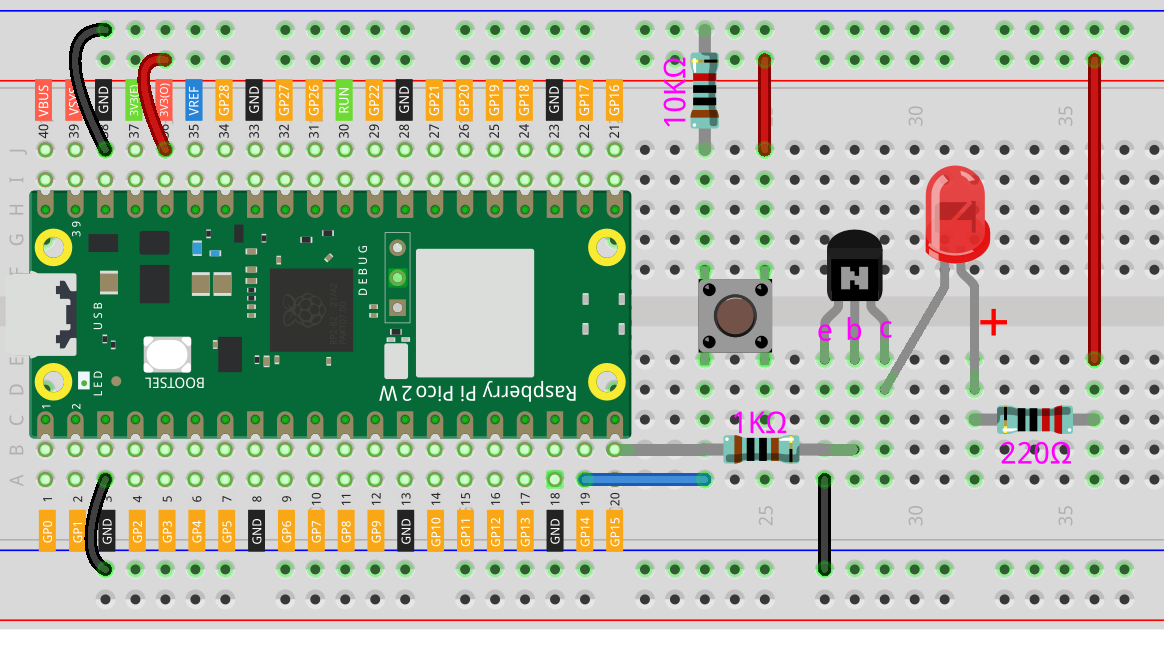 VBUS VSYS GND 3V3(E) 3V3(O) VREF GP28 GND GP27 GP26 RUN GP22 GND GP21 GP20 GP19 GP18 GND GP17 GP16
40 39 38 37 36 35 34 33 32 31 30 29 28 27 26 25 24 23 22 21
10KΩ
30 35
J
I
H
G
F
39
DEBUG
USB
e b c
+
E
D
C
B
A
LED
BOOTSEL
Raspberry Pi Pico 2 W
1 2
1KΩ
220Ω
1 2 3 4 5 6 7 8 9 10 11 12 13 14 15 16 17 18 19 20
25 30 35
GP0 GP1 GND GP2 GP3 GP4 GP5 GND GP6 GP7 GP8 GP9 GND GP10 GP11 GP12 GP13 GND GP14 GP15